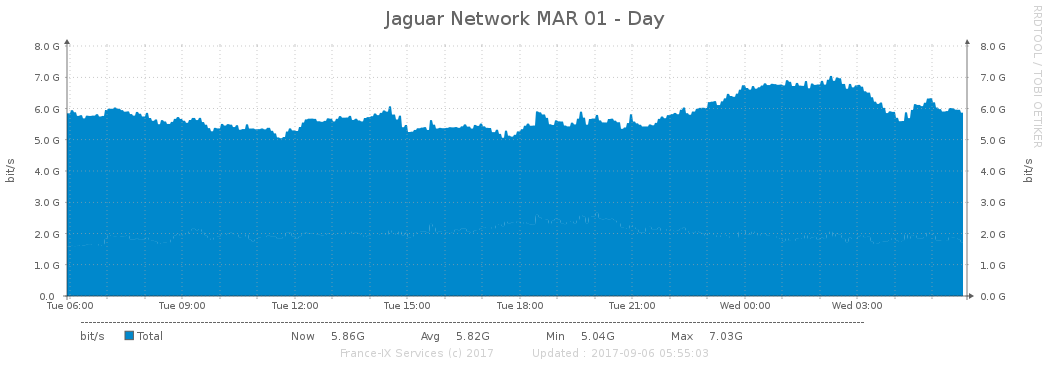 Jaguar Network MAR 01 - Day
RRDTOOL / TOBI OETIKER
8.0 G 8.0 G
7.0 G 7.0 G
6.0 G 6.0 G
5.0 G 5.0 G
4.0 G 4.0 G
3.0 G 3.0 G
2.0 G 2.0 G
1.0 G 1.0 G
0.0 0.0 G
bit/s bit/s
Tue 06:00 Tue 09:00 Tue 12:00 Tue 15:00 Tue 18:00 Tue 21:00 Wed 00:00 Wed 03:00
bit/s Total Now 5.86G Avg 5.82G Min 5.04G Max 7.03G
France-IX Services (c) 2017 Updated : 2017-09-06 05:55:03